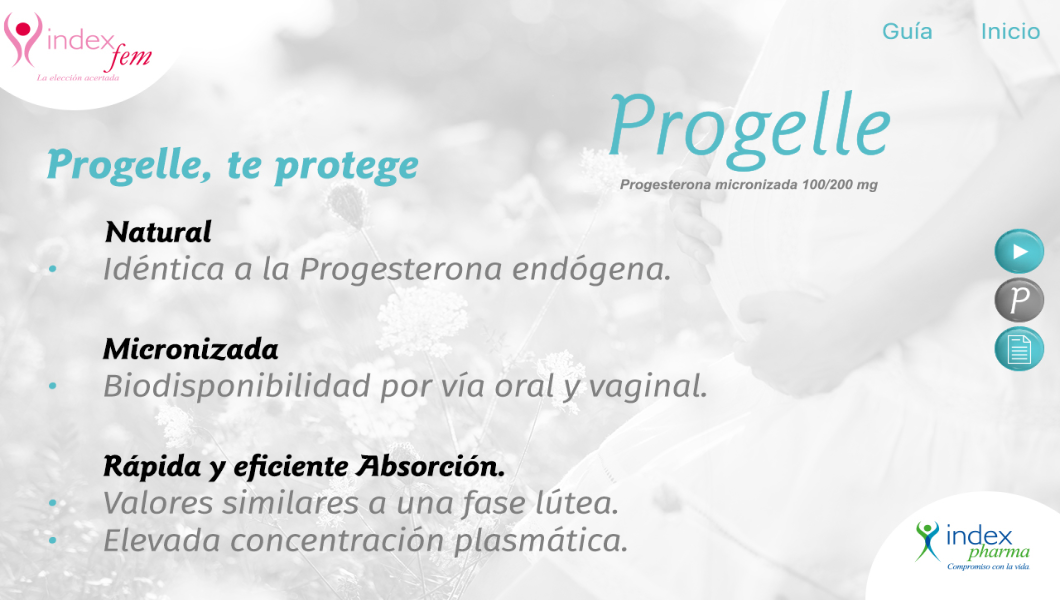 index
fem
La elección acertada
Guía
Inicio
Progelle
Progesterona micronizada 100/200 mg
Progelle, te protege
Natural
• Idéntica a la Progesterona endógena.
Micronizada
• Biodisponibilidad por vía oral y vaginal.
Rápida y eficiente Absorción.
• Valores similares a una fase lútea.
• Elevada concentración plasmática.
P
index
pharma
Compromiso con la vida.